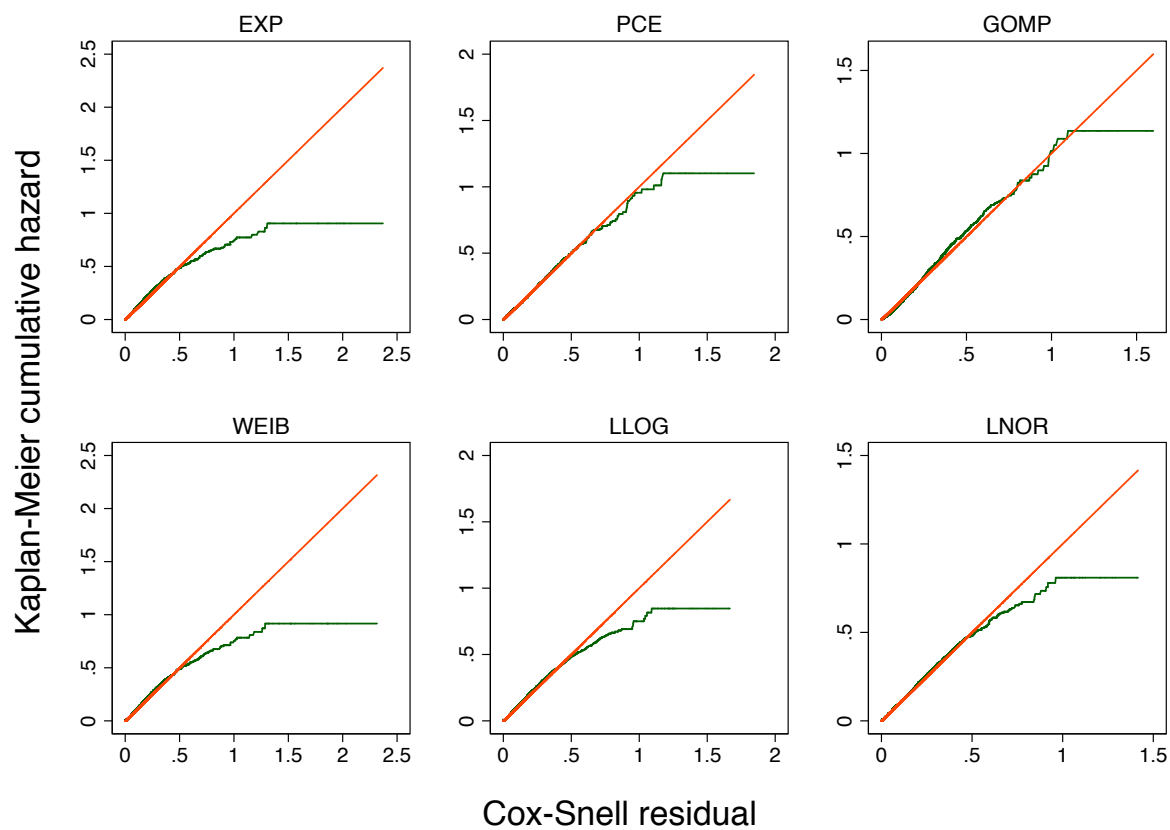 EXP
PCE
GOMP
Kaplan-Meier cumulative hazard
0 .5 1 1.5 2 2.5
0 .5 1 1.5 2 2.5
0 .5 1 1.5 2
0 .5 1 1.5 2
0 .5 1 1.5
0 .5 1 1.5
WEIB
LLOG
LNOR
0 .5 1 1.5 2 2.5
0 .5 1 1.5 2 2.5
0 .5 1 1.5 2
0 .5 1 1.5 2
0 .5 1 1.5
0 .5 1 1.5
Cox-Snell residual